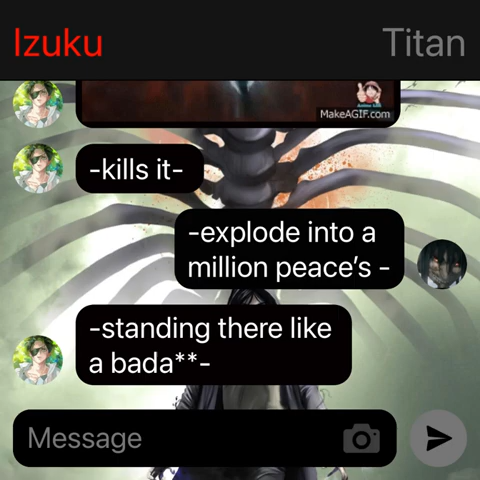 Izuku
Titan
MakeAGIF.com
-kills it-
-explode into a
million peace’s -
-standing there like
a bada**-
Message